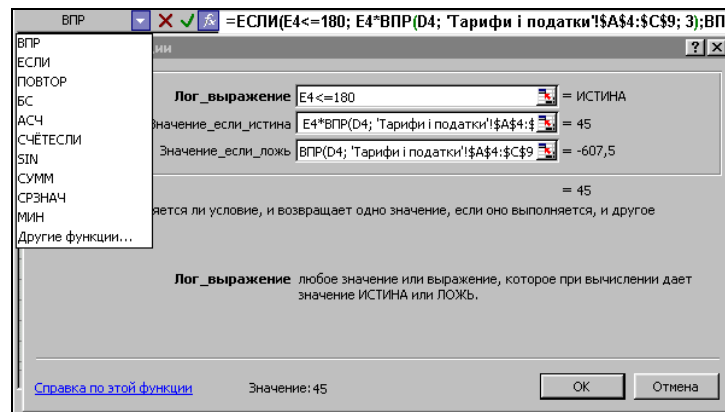 ВПР =ЕСЛИ(E4<=180; E4*ВПР(D4; 'Тарифи і податки'!$A$4:$C$9; 3);ВП
ВПР
ЕСЛИ
ПОВТОР
БС
АСЧ
СЧЁТЕСЛИ
SIN
СУММ
СРЗНАЧ
МИН
Другие функции...
ии
Лог_выражение E4<=180 = ИСТИНА
Значение_если_истина E4*ВПР(D4; 'Тарифи і податки'!$A$4:$ = 45
Значение_если_ложь ВПР(D4; 'Тарифи і податки'!$A$4:$C$9 = -607,5
= 45
яется ли условие, и возвращает одно значение, если оно выполняется, и другое
Лог_выражение любое значение или выражение, которое при вычислении дает
значение ИСТИНА или ЛОЖЬ.
Справка по этой функции Значение:45 OK Отмена